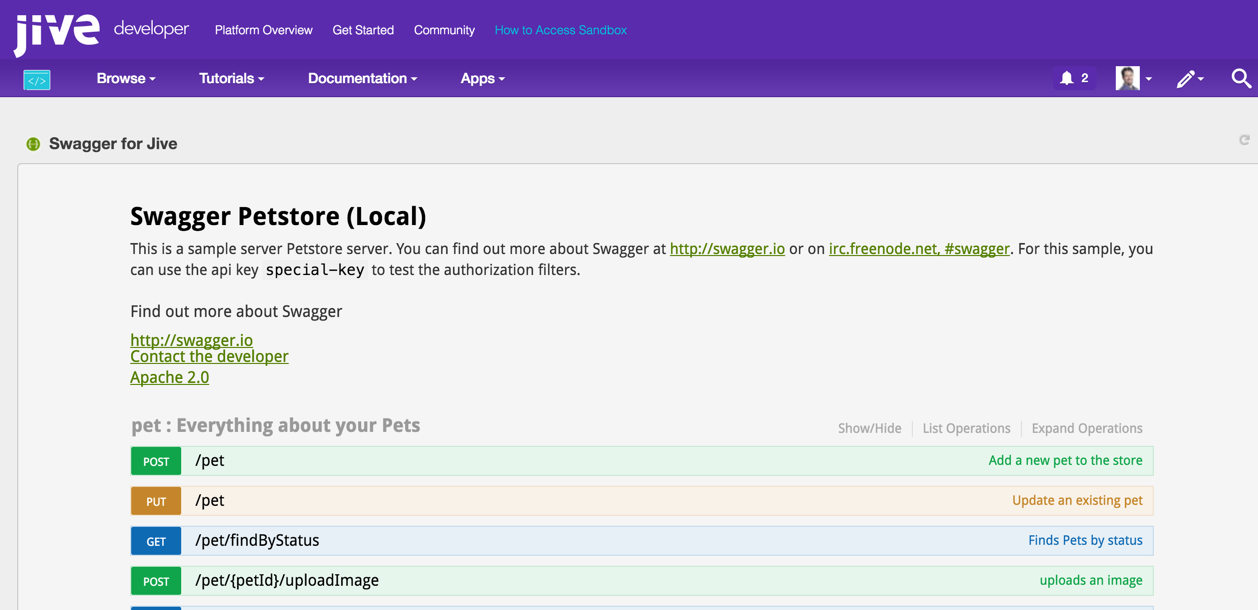 jive developer Platform Overview Get Started Community How to Access Sandbox
</> Browse Tutorials Documentation Apps 2
Swagger for Jive
Swagger Petstore (Local)
This is a sample server Petstore server. You can find out more about Swagger at http://swagger.io or on irc.freenode.net, #swagger. For this sample, you
can use the api key special-key to test the authorization filters.
Find out more about Swagger
http://swagger.io
Contact the developer
Apache 2.0
pet : Everything about your Pets Show/Hide List Operations Expand Operations
POST /pet Add a new pet to the store
PUT /pet Update an existing pet
GET /pet/findByStatus Finds Pets by status
POST /pet/{petId}/uploadImage uploads an image